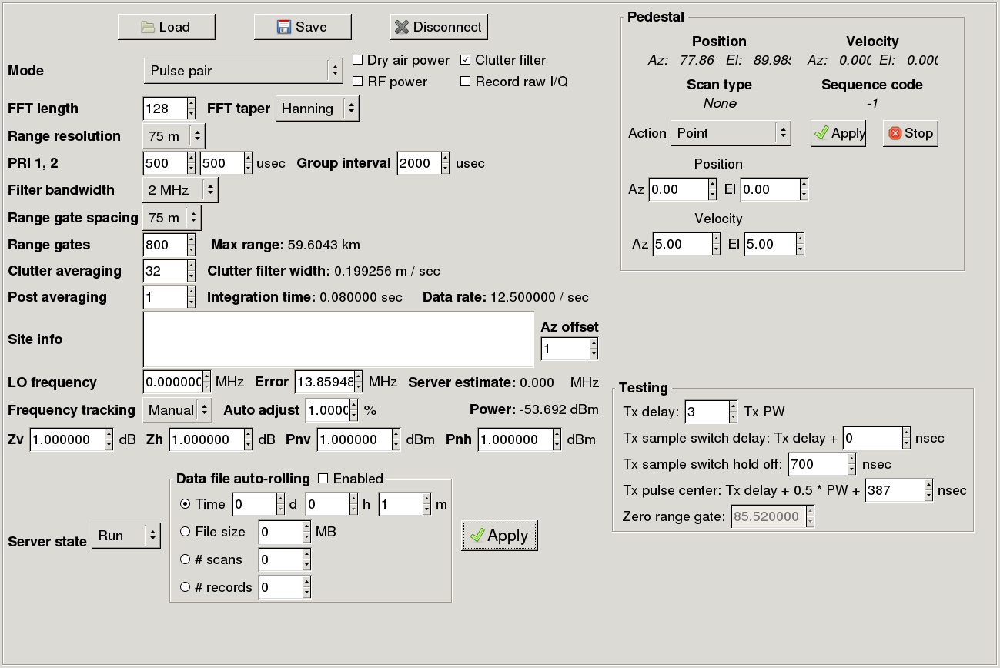 Load Save Disconnect
Mode Pulse pair Dry air power Clutter filter
RF power Record raw I/Q
FFT length 128 FFT taper Hanning
Range resolution 75 m
PRI 1, 2 500 500 usec Group interval 2000 usec
Filter bandwidth 2 MHz
Range gate spacing 75 m
Range gates 800 Max range: 59.6043 km
Clutter averaging 32 Clutter filter width: 0.199256 m / sec
Post averaging 1 Integration time: 0.080000 sec Data rate: 12.500000 / sec
Site info
Az offset
1
LO frequency 0.000000 MHz Error 13.85948 MHz Server estimate: 0.000 MHz
Frequency tracking Manual Auto adjust 1.0000 % Power: -53.692 dBm
Zv 1.000000 dB Zh 1.000000 dB Pnv 1.000000 dBm Pnh 1.000000 dBm
Data file auto-rolling Enabled
Time 0 d 0 h 1 m
File size 0 MB
# scans 0
# records 0
Server state Run
Apply
Pedestal
Position Velocity
Az: 77.86 El: 89.985 Az: 0.000 El: 0.000
Scan type Sequence code
None -1
Action Point Apply Stop
Position
Az 0.00 El 0.00
Velocity
Az 5.00 El 5.00
Testing
Tx delay: 3 Tx PW
Tx sample switch delay: Tx delay + 0 nsec
Tx sample switch hold off: 700 nsec
Tx pulse center: Tx delay + 0.5 * PW + 387 nsec
Zero range gate: 85.520000